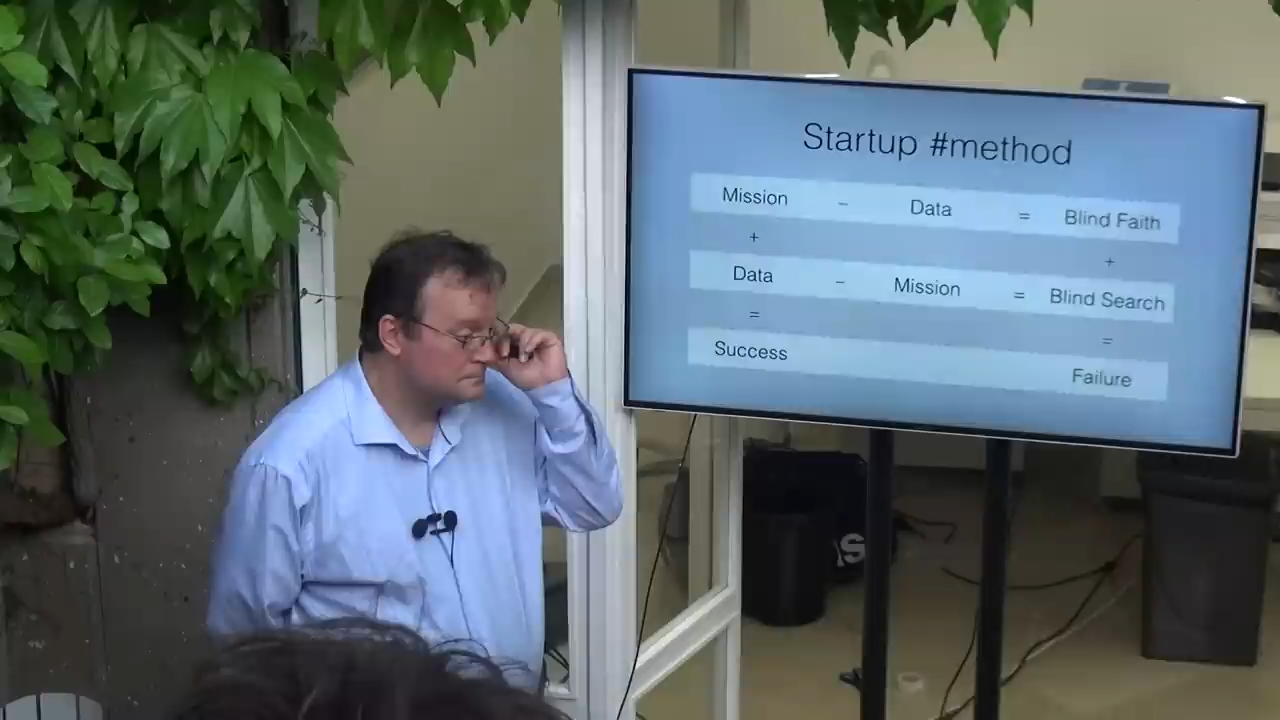 Startup #method
Mission - Data = Blind Faith
+ +
Data - Mission = Blind Search
= =
Success Failure